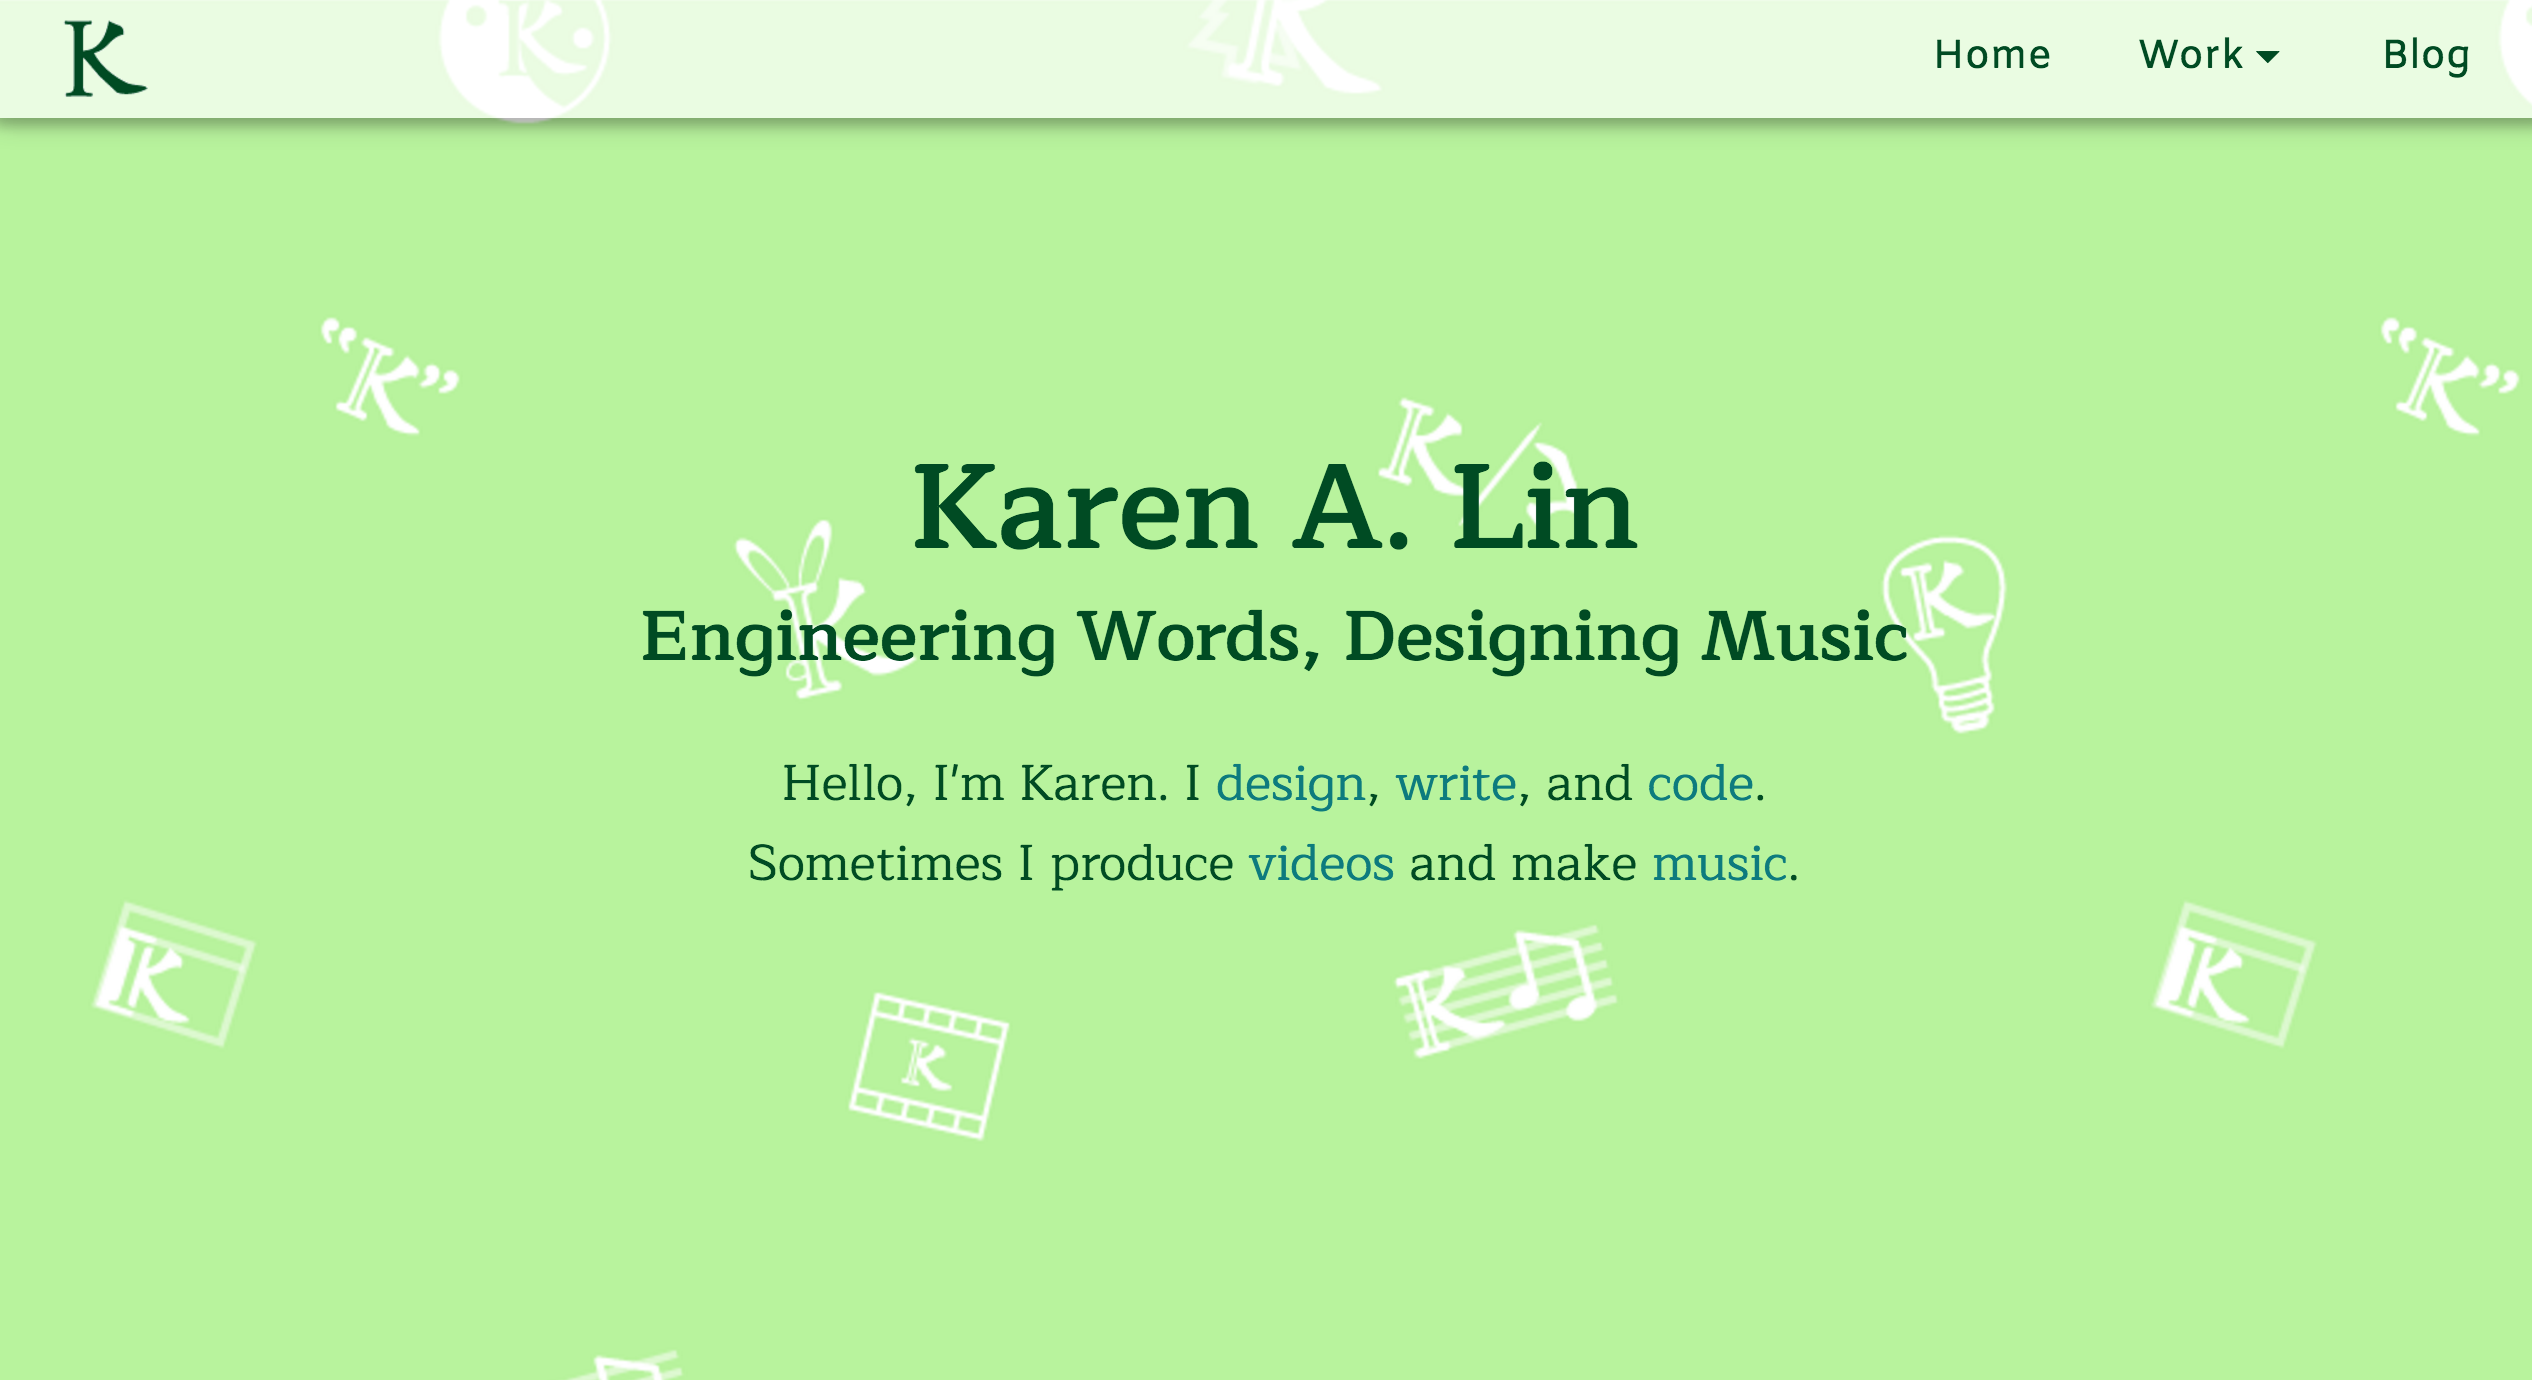 K
Home Work Blog
K
K
“K”
“K”
K/
Karen A. Lin
K
K
Engineering Words, Designing Music
Hello, I'm Karen. I design, write, and code.
Sometimes I produce videos and make music.
K
K
K
K